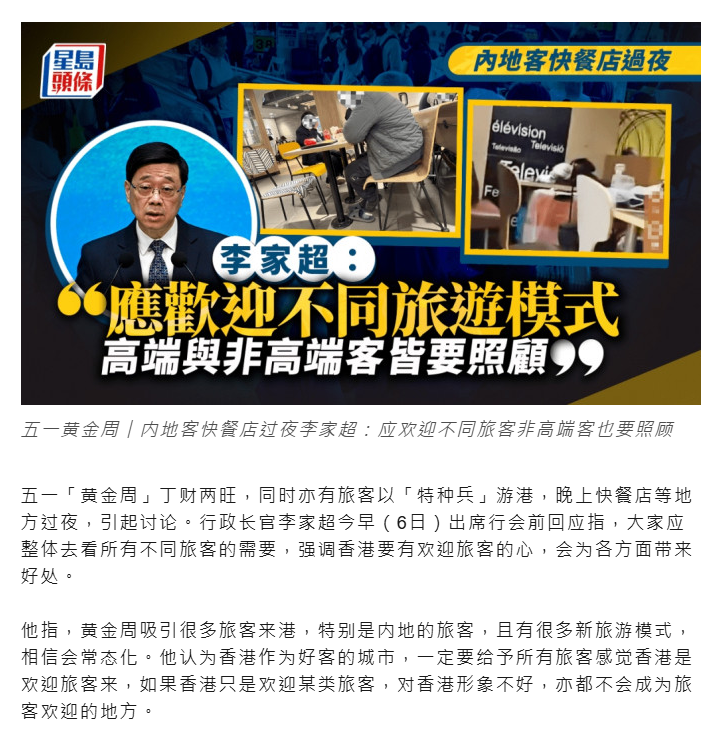 星島
頭條
內地客快餐店過夜
élévision
Televisão
Televisió
Televi
Fe
李家超：
“應歡迎不同旅遊模式
高端與非高端客皆要照顧”
五一黄金周｜内地客快餐店过夜李家超：应欢迎不同旅客非高端客也要照顾
五一「黄金周」丁财两旺，同时亦有旅客以「特种兵」游港，晚上快餐店等地
方过夜，引起讨论。行政长官李家超今早（6日）出席行会前回应指，大家应
整体去看所有不同旅客的需要，强调香港要有欢迎旅客的心，会为各方面带来
好处。
他指，黄金周吸引很多旅客来港，特别是内地的旅客，且有很多新旅游模式，
相信会常态化。他认为香港作为好客的城市，一定要给予所有旅客感觉香港是
欢迎旅客来，如果香港只是欢迎某类旅客，对香港形象不好，亦都不会成为旅
客欢迎的地方。